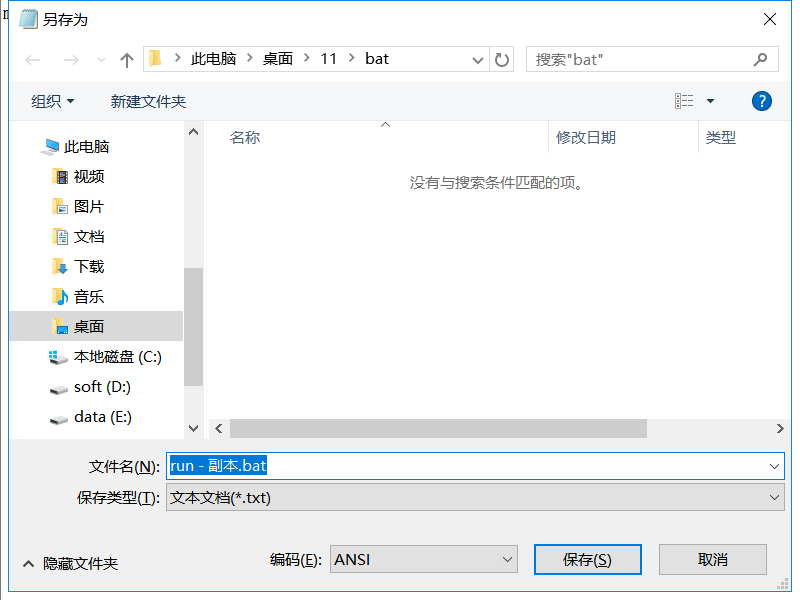 另存为
此电脑 > 桌面 > 11 > bat
搜索"bat"
组织
新建文件夹
?
此电脑
视频
图片
文档
下载
音乐
桌面
本地磁盘 (C:)
soft (D:)
data (E:)
名称
修改日期
类型
没有与搜索条件匹配的项。
文件名(N):
run - 副本.bat
保存类型(T):
文本文档(*.txt)
隐藏文件夹
编码(E):
ANSI
保存(S)
取消